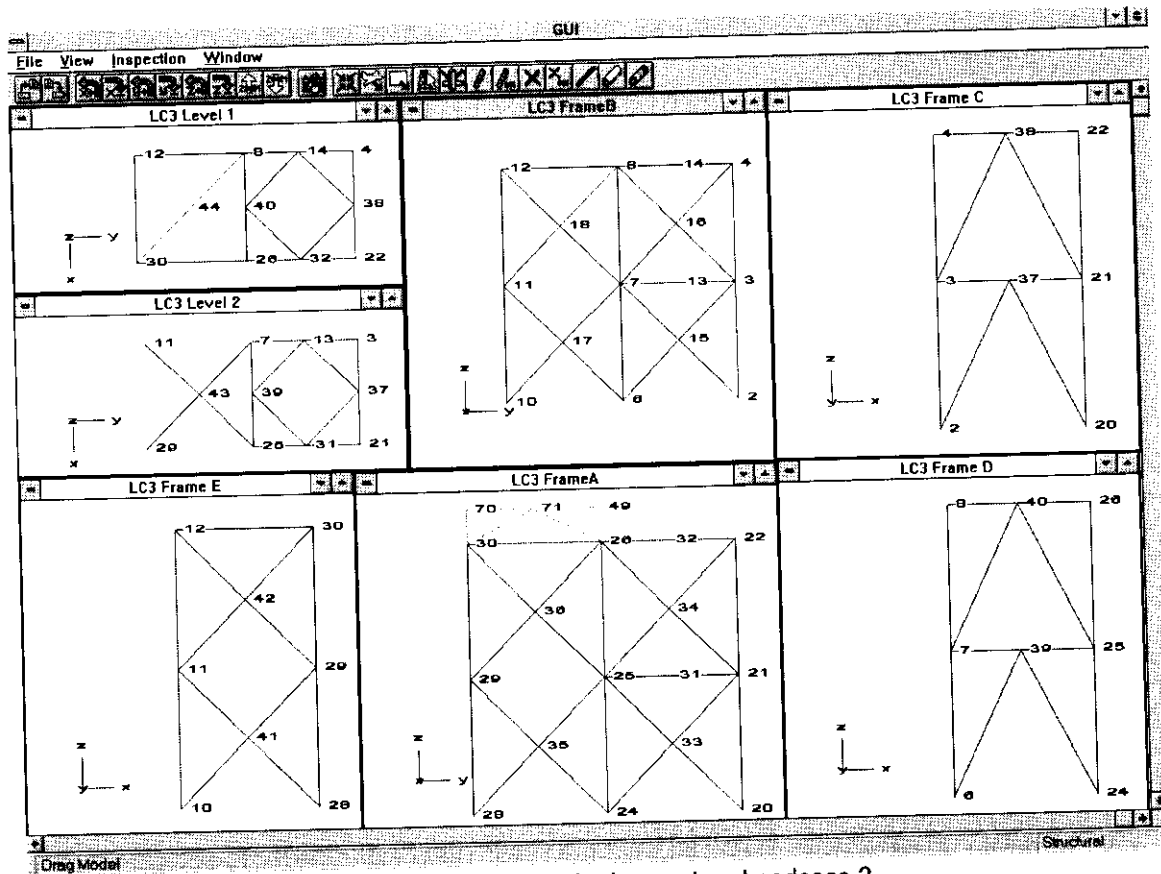 GUI
File View Inspection Window
LC3 Level 1
12 8 14 4
44 40 38
30 26 32 22
z y
x
LC3 Level 2
11 7 13 3
43 39 37
29 25 31 21
z y
x
LC3 FrameB
12 8 14 4
18 16
11 7 13 3
17 15
10 6 2
z
x y
LC3 Frame C
4 38 22
3 37 21
2 20
z
y x
LC3 Frame E
12 30
42
11 29
41
10 28
z
y x
LC3 FrameA
70 71 49
30 26 32 22
36 34
29 25 31 21
35 33
28 24 20
z
x y
LC3 Frame D
8 40 26
7 39 25
6 24
z
y x
Drag Model
Structural